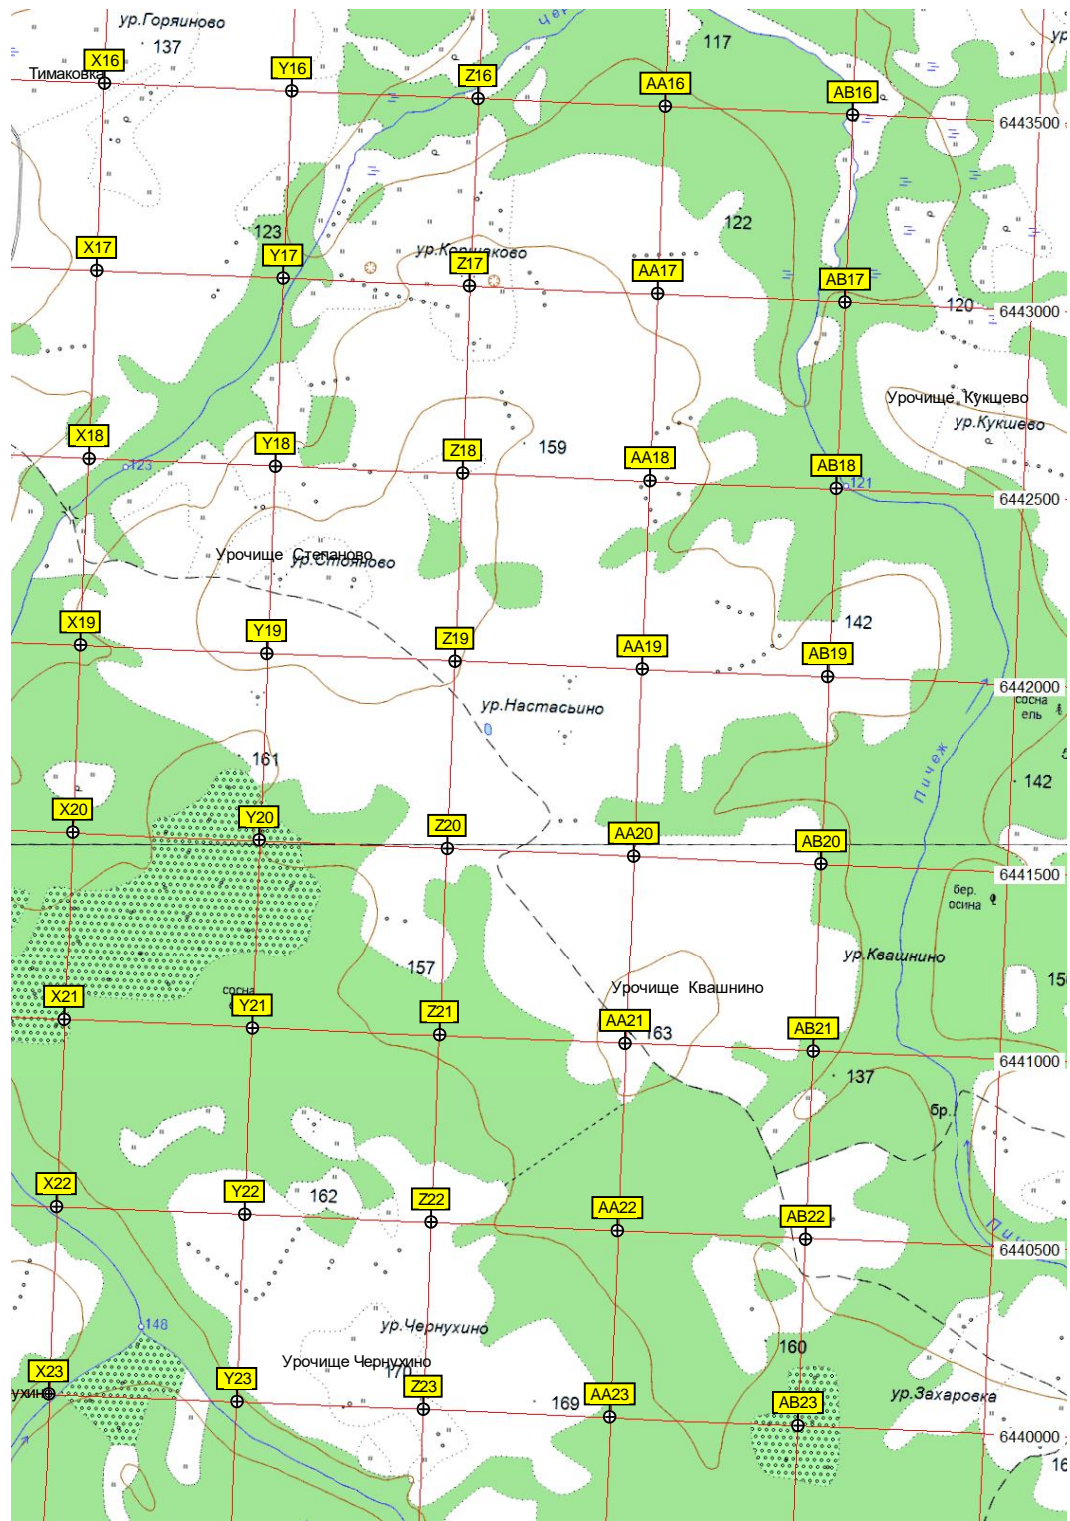 ур.Горяиново
137
117
X16
Тимаковка
Y16
Z16
AA16
AB16
6443500
122
123
X17
Y17
ур.Коршаково
Z17
AA17
AB17
120
6443000
Урочище Кукшево
ур.Кукшево
X18
123
Y18
Z18
159
AA18
AB18
121
6442500
Урочище Степаново
ур.Стояново
X19
Y19
Z19
AA19
142
AB19
6442000
сосна
ель
ур.Настасьино
161
Пичеж
142
X20
Y20
Z20
AA20
AB20
6441500
бер.
осина
ур.Квашнино
157
Урочище Квашнино
X21
сосна
Y21
Z21
AA21
163
AB21
6441000
137
бр.
X22
Y22
162
Z22
AA22
AB22
6440500
148
ур.Чернухино
160
Урочище Чернухино
170
X23
ухино
Y23
Z23
169
AA23
AB23
ур.Захаровка
6440000